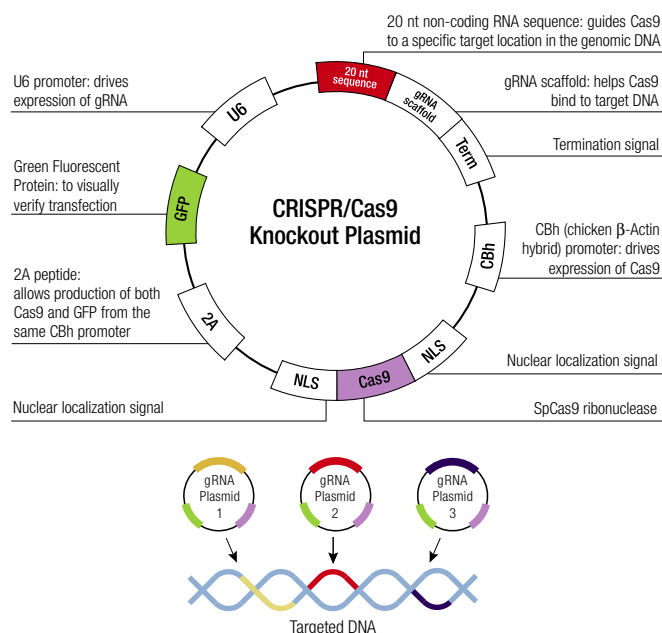 20 nt non-coding RNA sequence: guides Cas9
to a specific target location in the genomic DNA
U6 promoter: drives
expression of gRNA
gRNA scaffold: helps Cas9
bind to target DNA
Termination signal
Green Fluorescent
Protein: to visually
verify transfection
CBh (chicken β-Actin
hybrid) promoter: drives
expression of Cas9
2A peptide:
allows production of both
Cas9 and GFP from the
same CBh promoter
Nuclear localization signal
Nuclear localization signal
SpCas9 ribonuclease
CRISPR/Cas9
Knockout Plasmid
20 nt
sequence
gRNA
scaffold
Term
CBh
NLS
Cas9
NLS
2A
GFP
U6
gRNA
Plasmid
1
gRNA
Plasmid
2
gRNA
Plasmid
3
Targeted DNA